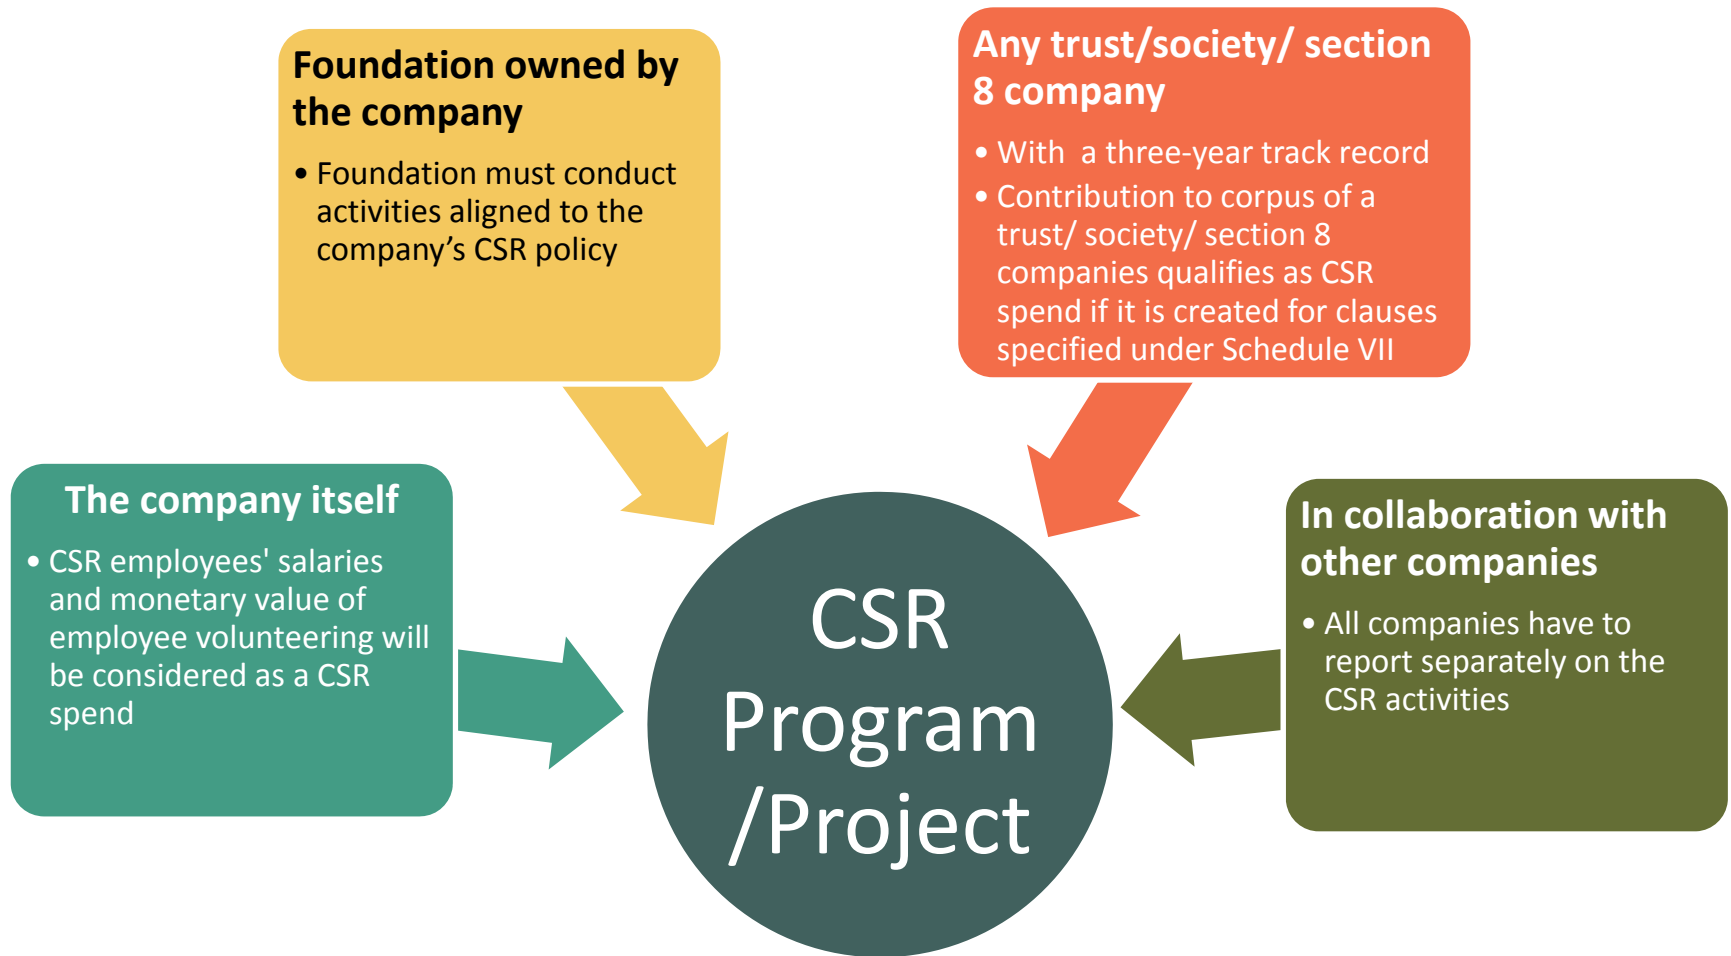 Foundation owned by
the company
• Foundation must conduct
activities aligned to the
company’s CSR policy
Any trust/society/ section
8 company
• With  a three-year track record
• Contribution to corpus of a
trust/ society/ section 8
companies qualifies as CSR
spend if it is created for clauses
specified under Schedule VII
The company itself
• CSR employees' salaries
and monetary value of
employee volunteering will
be considered as a CSR
spend
In collaboration with
other companies
• All companies have to
report separately on the
CSR activities
CSR
Program
/Project